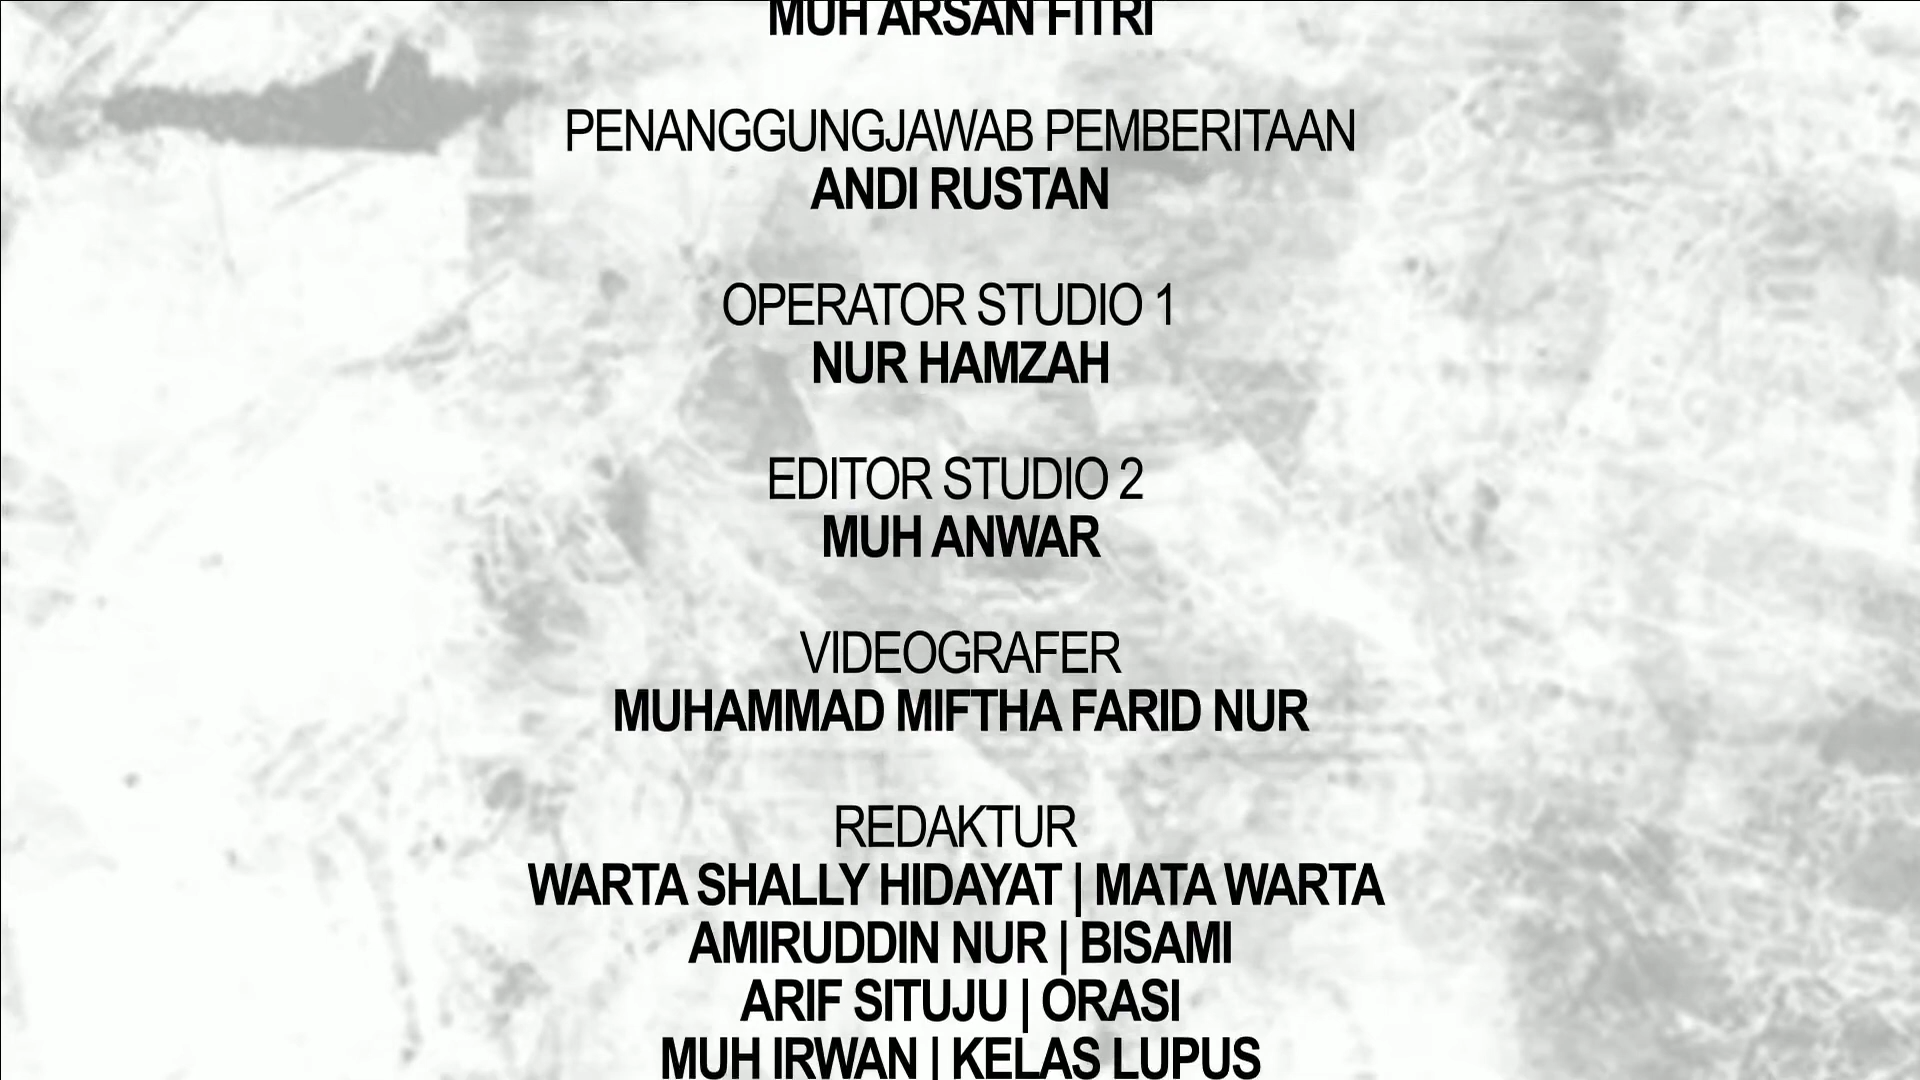 MUH ARSAN FITRI
PENANGGUNGJAWAB PEMBERITAAN
ANDI RUSTAN
OPERATOR STUDIO 1
NUR HAMZAH
EDITOR STUDIO 2
MUH ANWAR
VIDEOGRAFER
MUHAMMAD MIFTHA FARID NUR
REDAKTUR
WARTA SHALLY HIDAYAT | MATA WARTA
AMIRUDDIN NUR | BISAMI
ARIF SITUJU | ORASI
MUH IRWAN | KELAS LUPUS